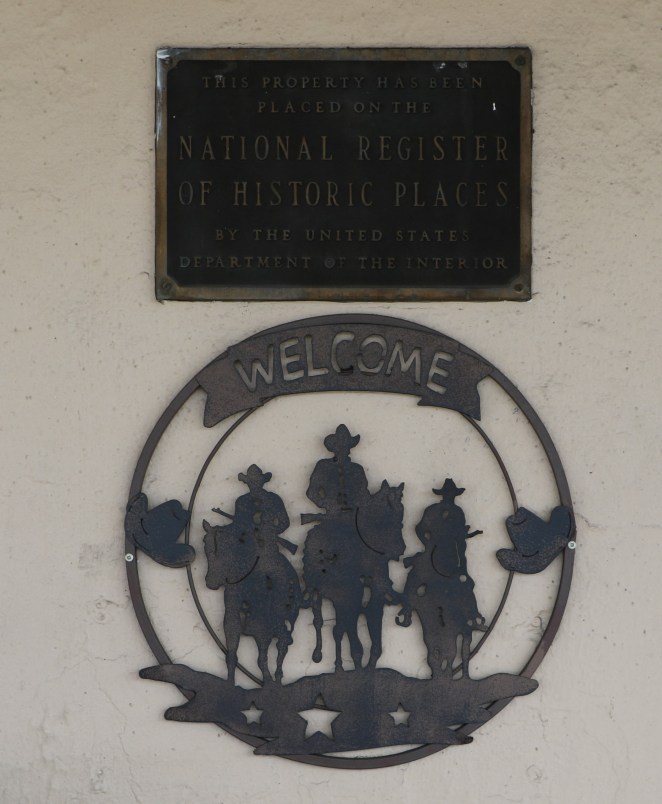 THIS PROPERTY HAS BEEN
PLACED ON THE
NATIONAL REGISTER
OF HISTORIC PLACES
BY THE UNITED STATES
DEPARTMENT OF THE INTERIOR
WELCOME